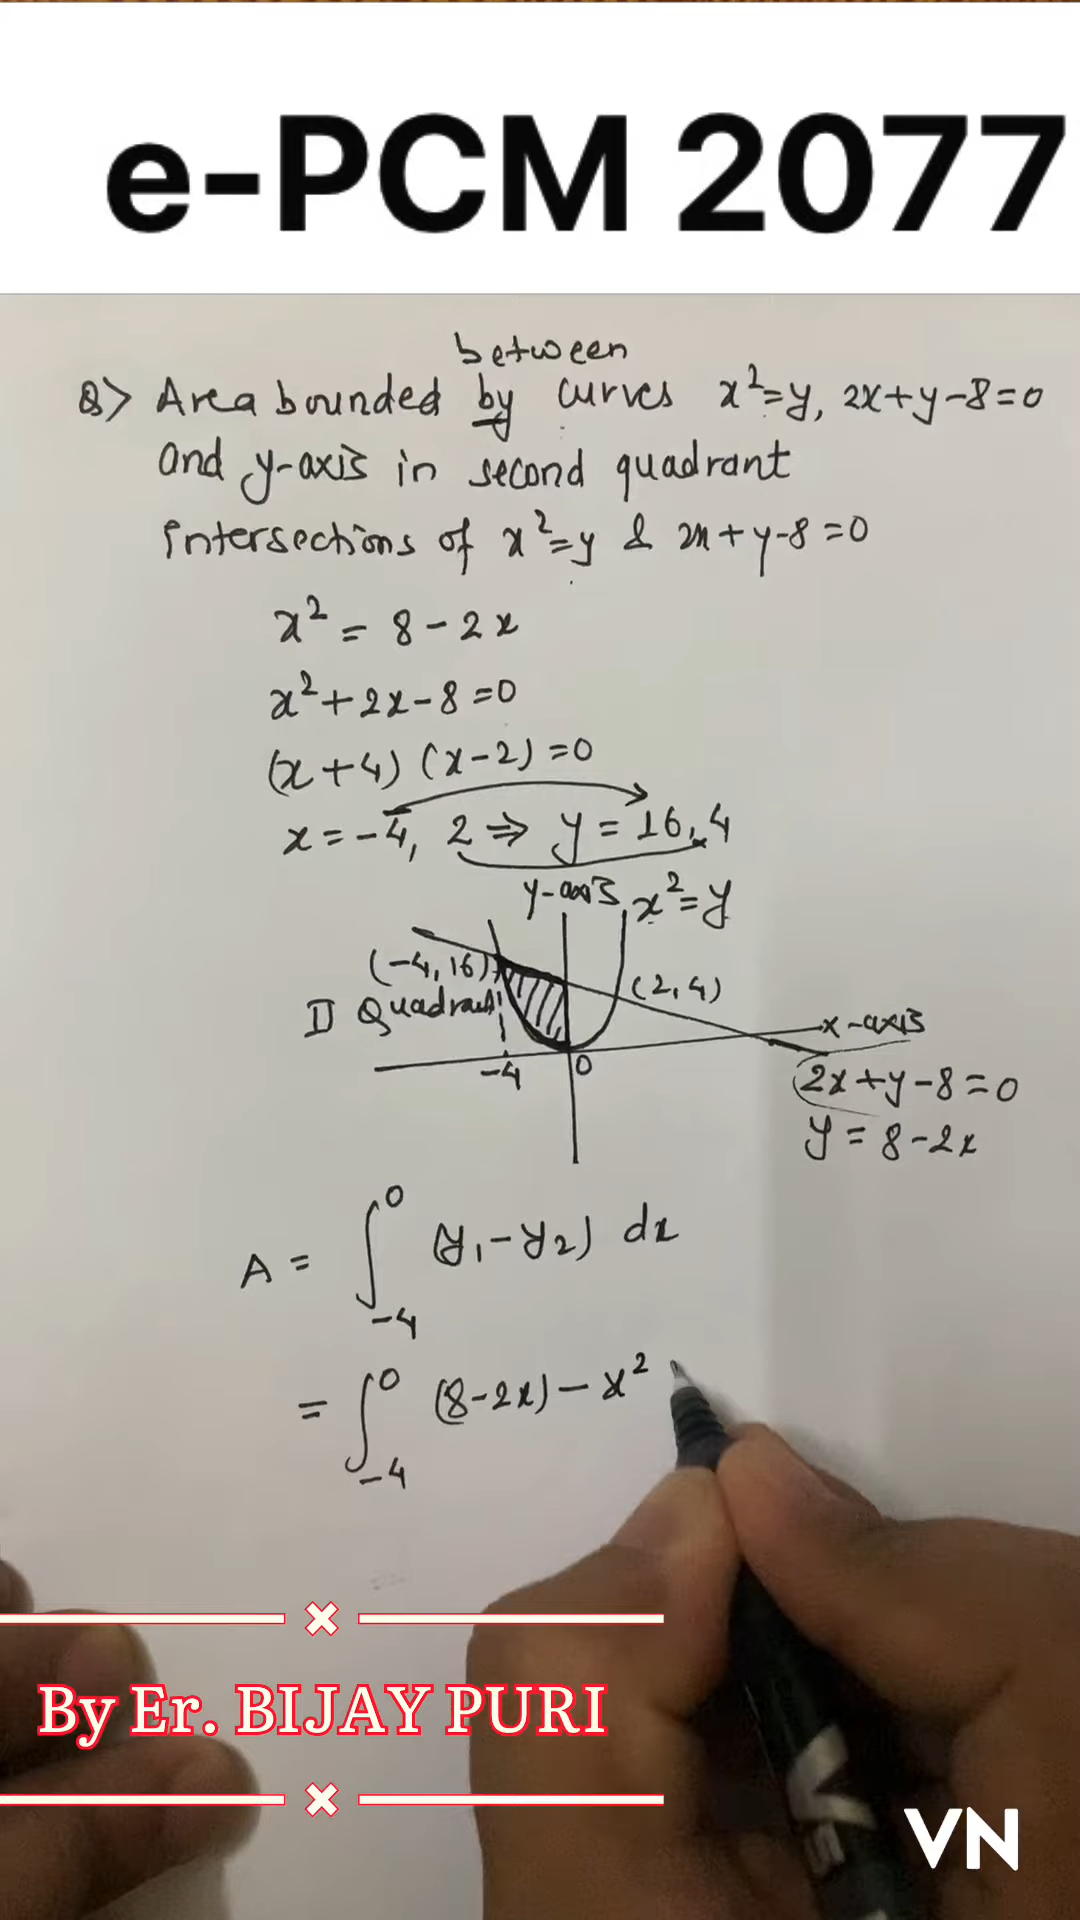 e-PCM 2077
between
Q> Area bounded by curves x²=y, 2x+y-8=0
and y-axis in second quadrant
intersections of x²=y & 2x+y-8=0
x² = 8-2x
x²+2x-8=0
(x+4) (x-2)=0
x=-4, 2 ⇒ y=16, 4
y-axis x²=y
(-4,16)
(2,4)
II Quadrant
x-axis
-4 0
2x+y-8=0
y = 8-2x
A = ∫₋₄⁰ (y₁-y₂) dx
= ∫₋₄⁰ (8-2x)-x²
By Er. BIJAY PURI
VN